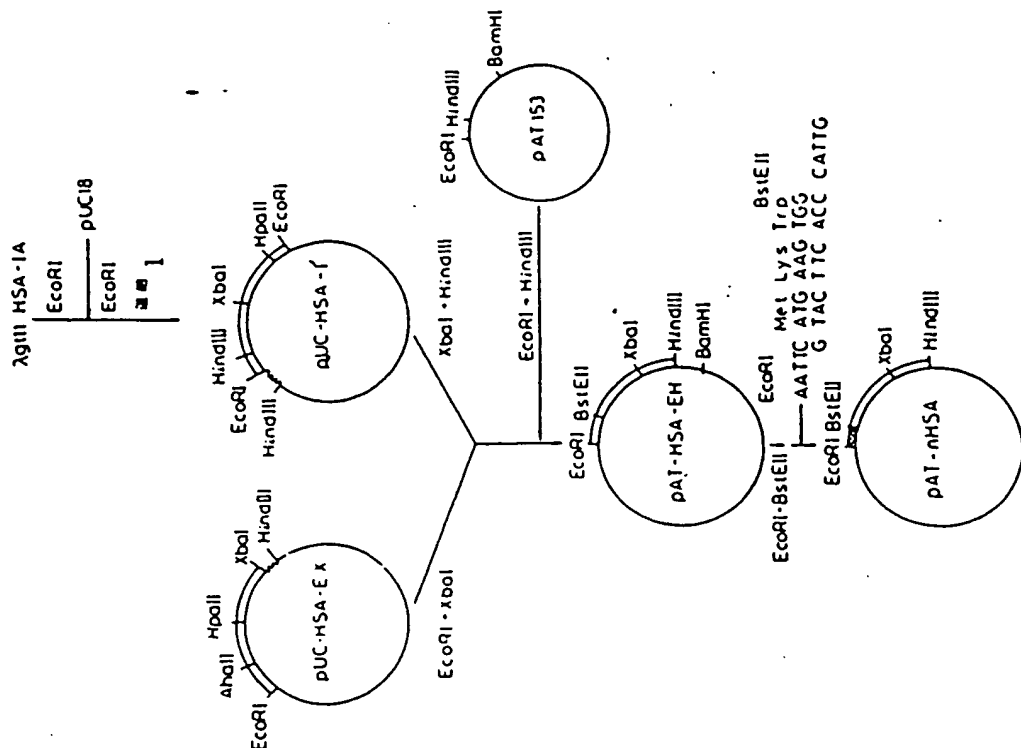 λgt11 HSA-1A
EcoRI
pUC18
EcoRI
1
HindIII
XbaI
HpaII
EcoRI
EcoRI
HindIII
pUC-HSA-I
XbaI + HindIII
AhaII
HpaII
XbaI
HindIII
EcoRI
pUC-HSA-EX
EcoRI + XbaI
EcoRI
HindIII
BamHI
pAT153
EcoRI + HindIII
EcoRI
BstEII
XbaI
HindIII
BamHI
pAT-HSA-EH
EcoRI + BstEII
EcoRI
Met Lys Trp
BstEII
AATTC ATG AAG TGG
G TAC TTC ACC CATTG
EcoRI
BstEII
XbaI
HindIII
pAT-nHSA